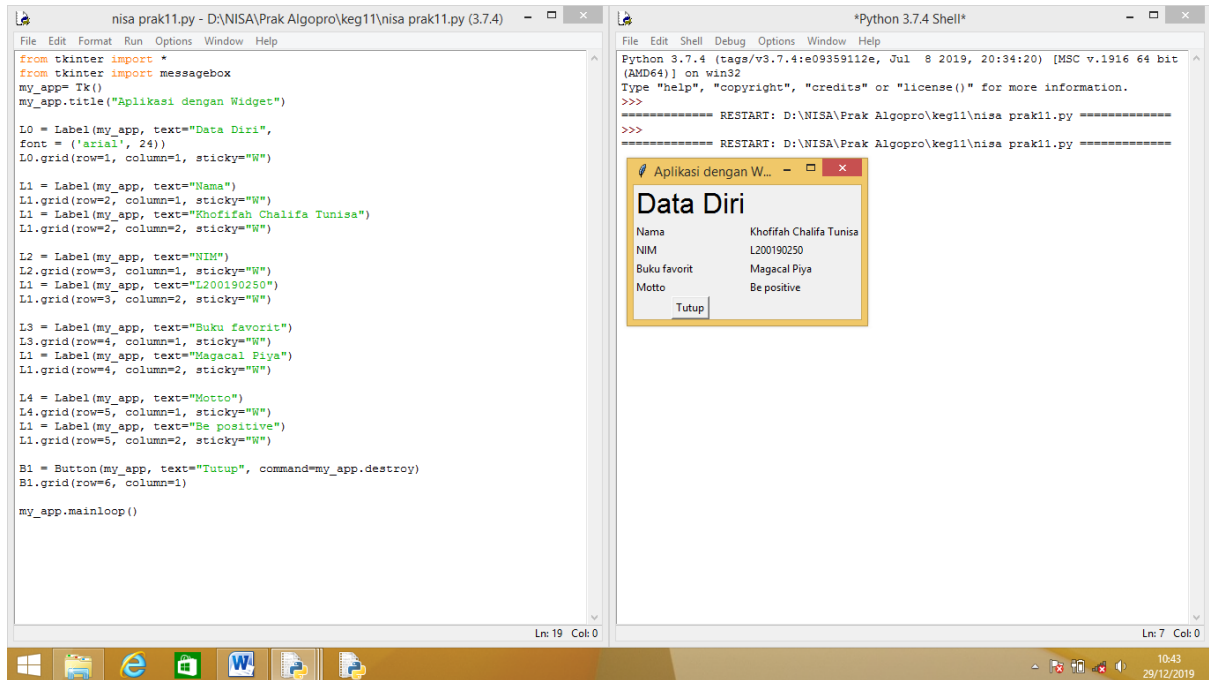 nisa prak11.py - D:\NISA\Prak Algopro\keg11\nisa prak11.py (3.7.4)
File Edit Format Run Options Window Help
from tkinter import *
from tkinter import messagebox
my_app= Tk()
my_app.title("Aplikasi dengan Widget")

L0 = Label(my_app, text="Data Diri",
font = ('arial', 24))
L0.grid(row=1, column=1, sticky="W")

L1 = Label(my_app, text="Nama")
L1.grid(row=2, column=1, sticky="W")
L1 = Label(my_app, text="Khofifah Chalifa Tunisa")
L1.grid(row=2, column=2, sticky="W")

L2 = Label(my_app, text="NIM")
L2.grid(row=3, column=1, sticky="W")
L1 = Label(my_app, text="L200190250")
L1.grid(row=3, column=2, sticky="W")

L3 = Label(my_app, text="Buku favorit")
L3.grid(row=4, column=1, sticky="W")
L1 = Label(my_app, text="Magacal Piya")
L1.grid(row=4, column=2, sticky="W")

L4 = Label(my_app, text="Motto")
L4.grid(row=5, column=1, sticky="W")
L1 = Label(my_app, text="Be positive")
L1.grid(row=5, column=2, sticky="W")

B1 = Button(my_app, text="Tutup", command=my_app.destroy)
B1.grid(row=6, column=1)

my_app.mainloop()
Ln: 19 Col: 0
*Python 3.7.4 Shell*
File Edit Shell Debug Options Window Help
Python 3.7.4 (tags/v3.7.4:e09359112e, Jul  8 2019, 20:34:20) [MSC v.1916 64 bit
(AMD64)] on win32
Type "help", "copyright", "credits" or "license()" for more information.
>>>
============= RESTART: D:\NISA\Prak Algopro\keg11\nisa prak11.py =============
>>>
============= RESTART: D:\NISA\Prak Algopro\keg11\nisa prak11.py =============
Aplikasi dengan W...
Data Diri
Nama Khofifah Chalifa Tunisa
NIM L200190250
Buku favorit Magacal Piya
Motto Be positive
Tutup
Ln: 7 Col: 0
10:43
29/12/2019